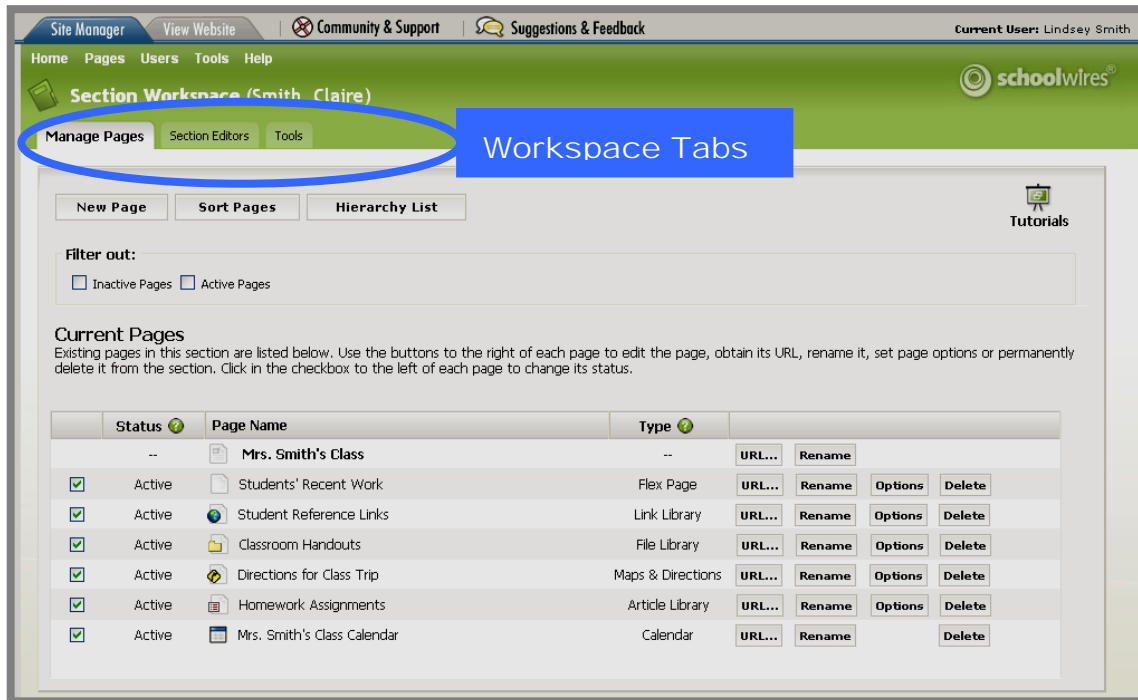 Site Manager View Website Community & Support Suggestions & Feedback Current User: Lindsey Smith
Home Pages Users Tools Help
schoolwires®
Section Workspace (Smith, Claire)
Manage Pages Section Editors Tools
Workspace Tabs
New Page Sort Pages Hierarchy List
Tutorials
Filter out:
Inactive Pages Active Pages
Current Pages
Existing pages in this section are listed below. Use the buttons to the right of each page to edit the page, obtain its URL, rename it, set page options or permanently
delete it from the section. Click in the checkbox to the left of each page to change its status.
Status ? Page Name Type ?
-- Mrs. Smith's Class -- URL... Rename
Active Students' Recent Work Flex Page URL... Rename Options Delete
Active Student Reference Links Link Library URL... Rename Options Delete
Active Classroom Handouts File Library URL... Rename Options Delete
Active Directions for Class Trip Maps & Directions URL... Rename Options Delete
Active Homework Assignments Article Library URL... Rename Options Delete
Active Mrs. Smith's Class Calendar Calendar URL... Rename Delete